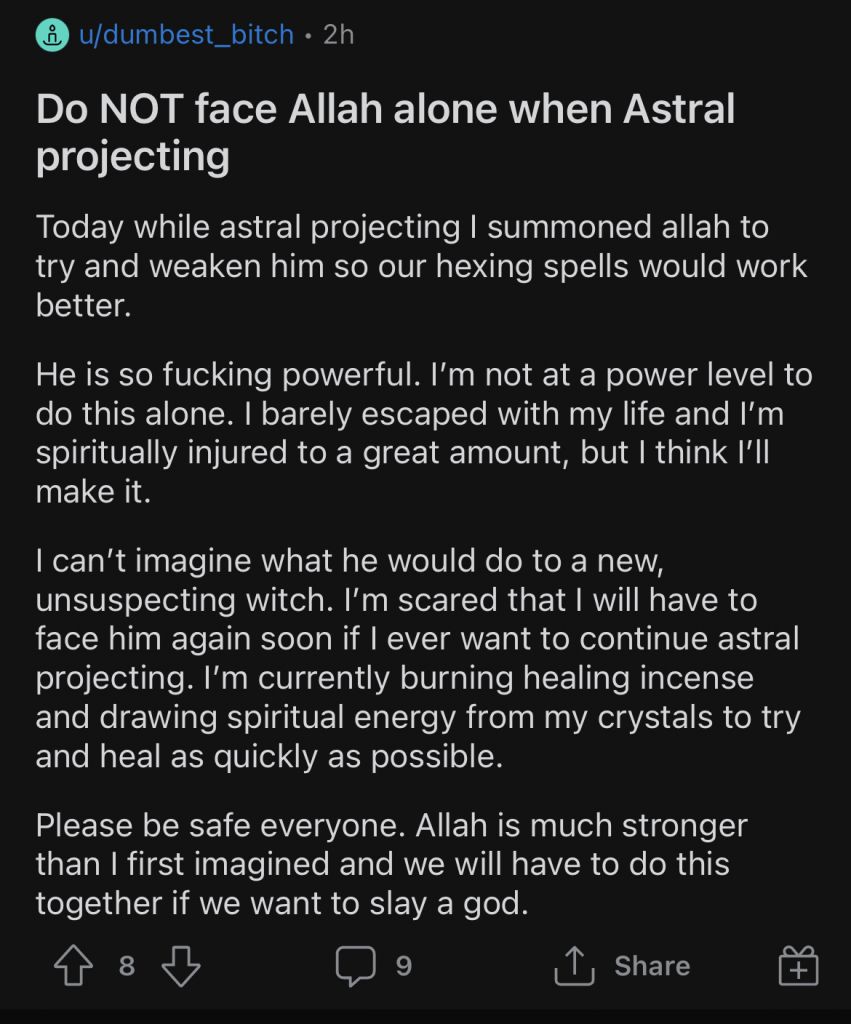 u/dumbest_bitch • 2h
Do NOT face Allah alone when Astral
projecting
Today while astral projecting I summoned allah to
try and weaken him so our hexing spells would work
better.
He is so fucking powerful. I’m not at a power level to
do this alone. I barely escaped with my life and I’m
spiritually injured to a great amount, but I think I’ll
make it.
I can’t imagine what he would do to a new,
unsuspecting witch. I’m scared that I will have to
face him again soon if I ever want to continue astral
projecting. I’m currently burning healing incense
and drawing spiritual energy from my crystals to try
and heal as quickly as possible.
Please be safe everyone. Allah is much stronger
than I first imagined and we will have to do this
together if we want to slay a god.
8 9 Share